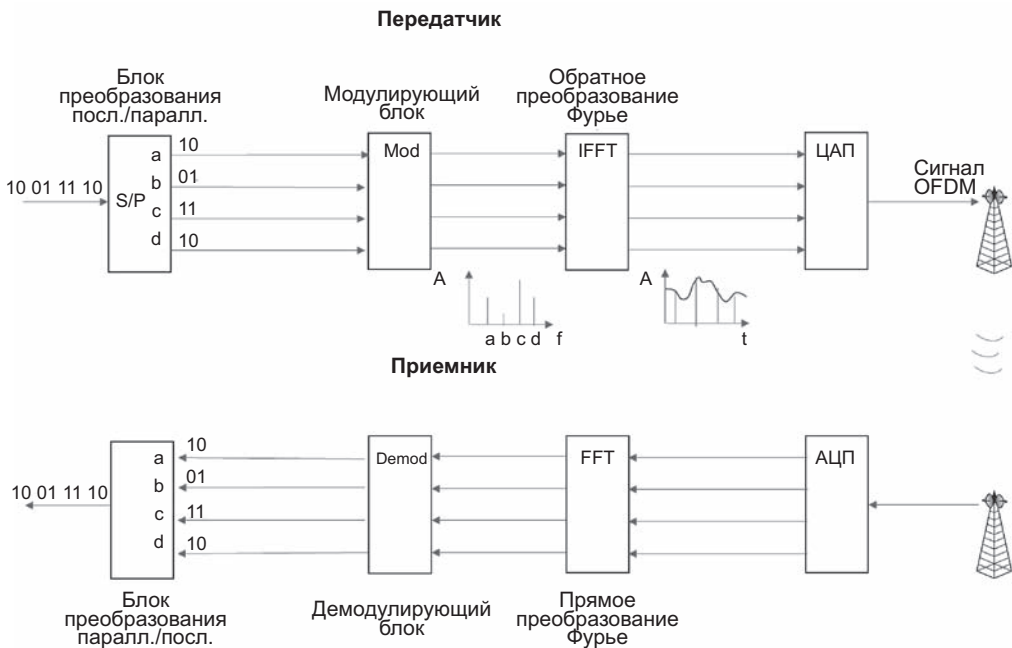 Передатчик
Блок
преобразования
посл./паралл.
Модулирующий
блок
Обратное
преобразование
Фурье
10 01 11 10
S/P
a
b
c
d
10
01
11
10
Mod
IFFT
ЦАП
Сигнал
OFDM
A
a b c d f
A
t
Приемник
10 01 11 10
a
b
c
d
10
01
11
10
Demod
FFT
АЦП
Блок
преобразования
паралл./посл.
Демодулирующий
блок
Прямое
преобразование
Фурье